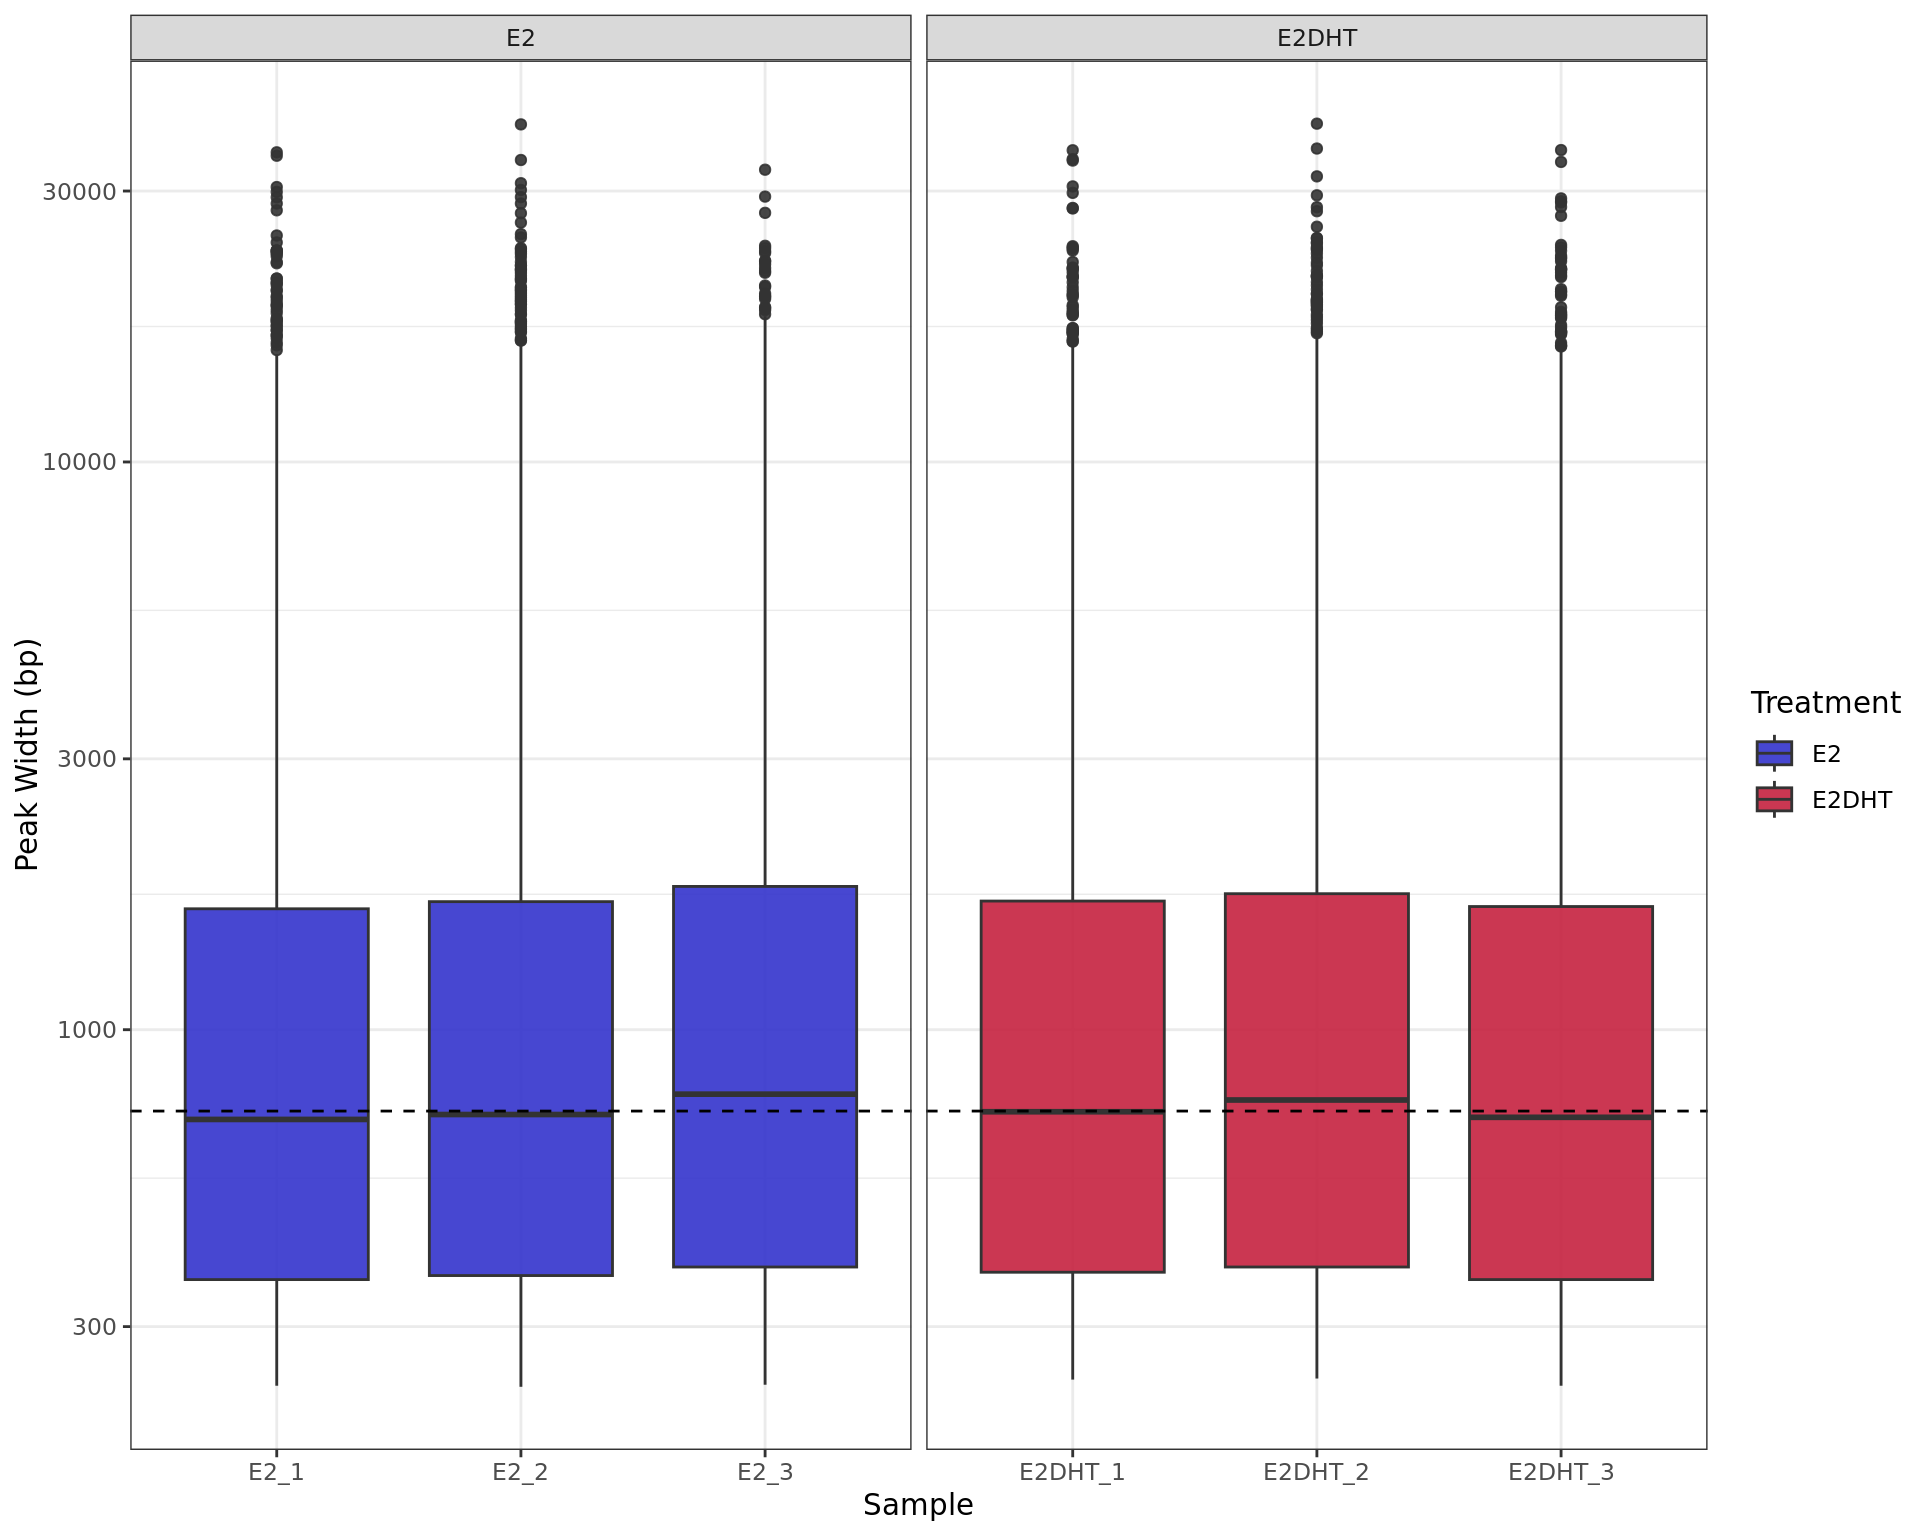 E2
E2DHT
30000
10000
3000
1000
300
Peak Width (bp)
E2_1
E2_2
E2_3
E2DHT_1
E2DHT_2
E2DHT_3
Sample
Treatment
E2
E2DHT